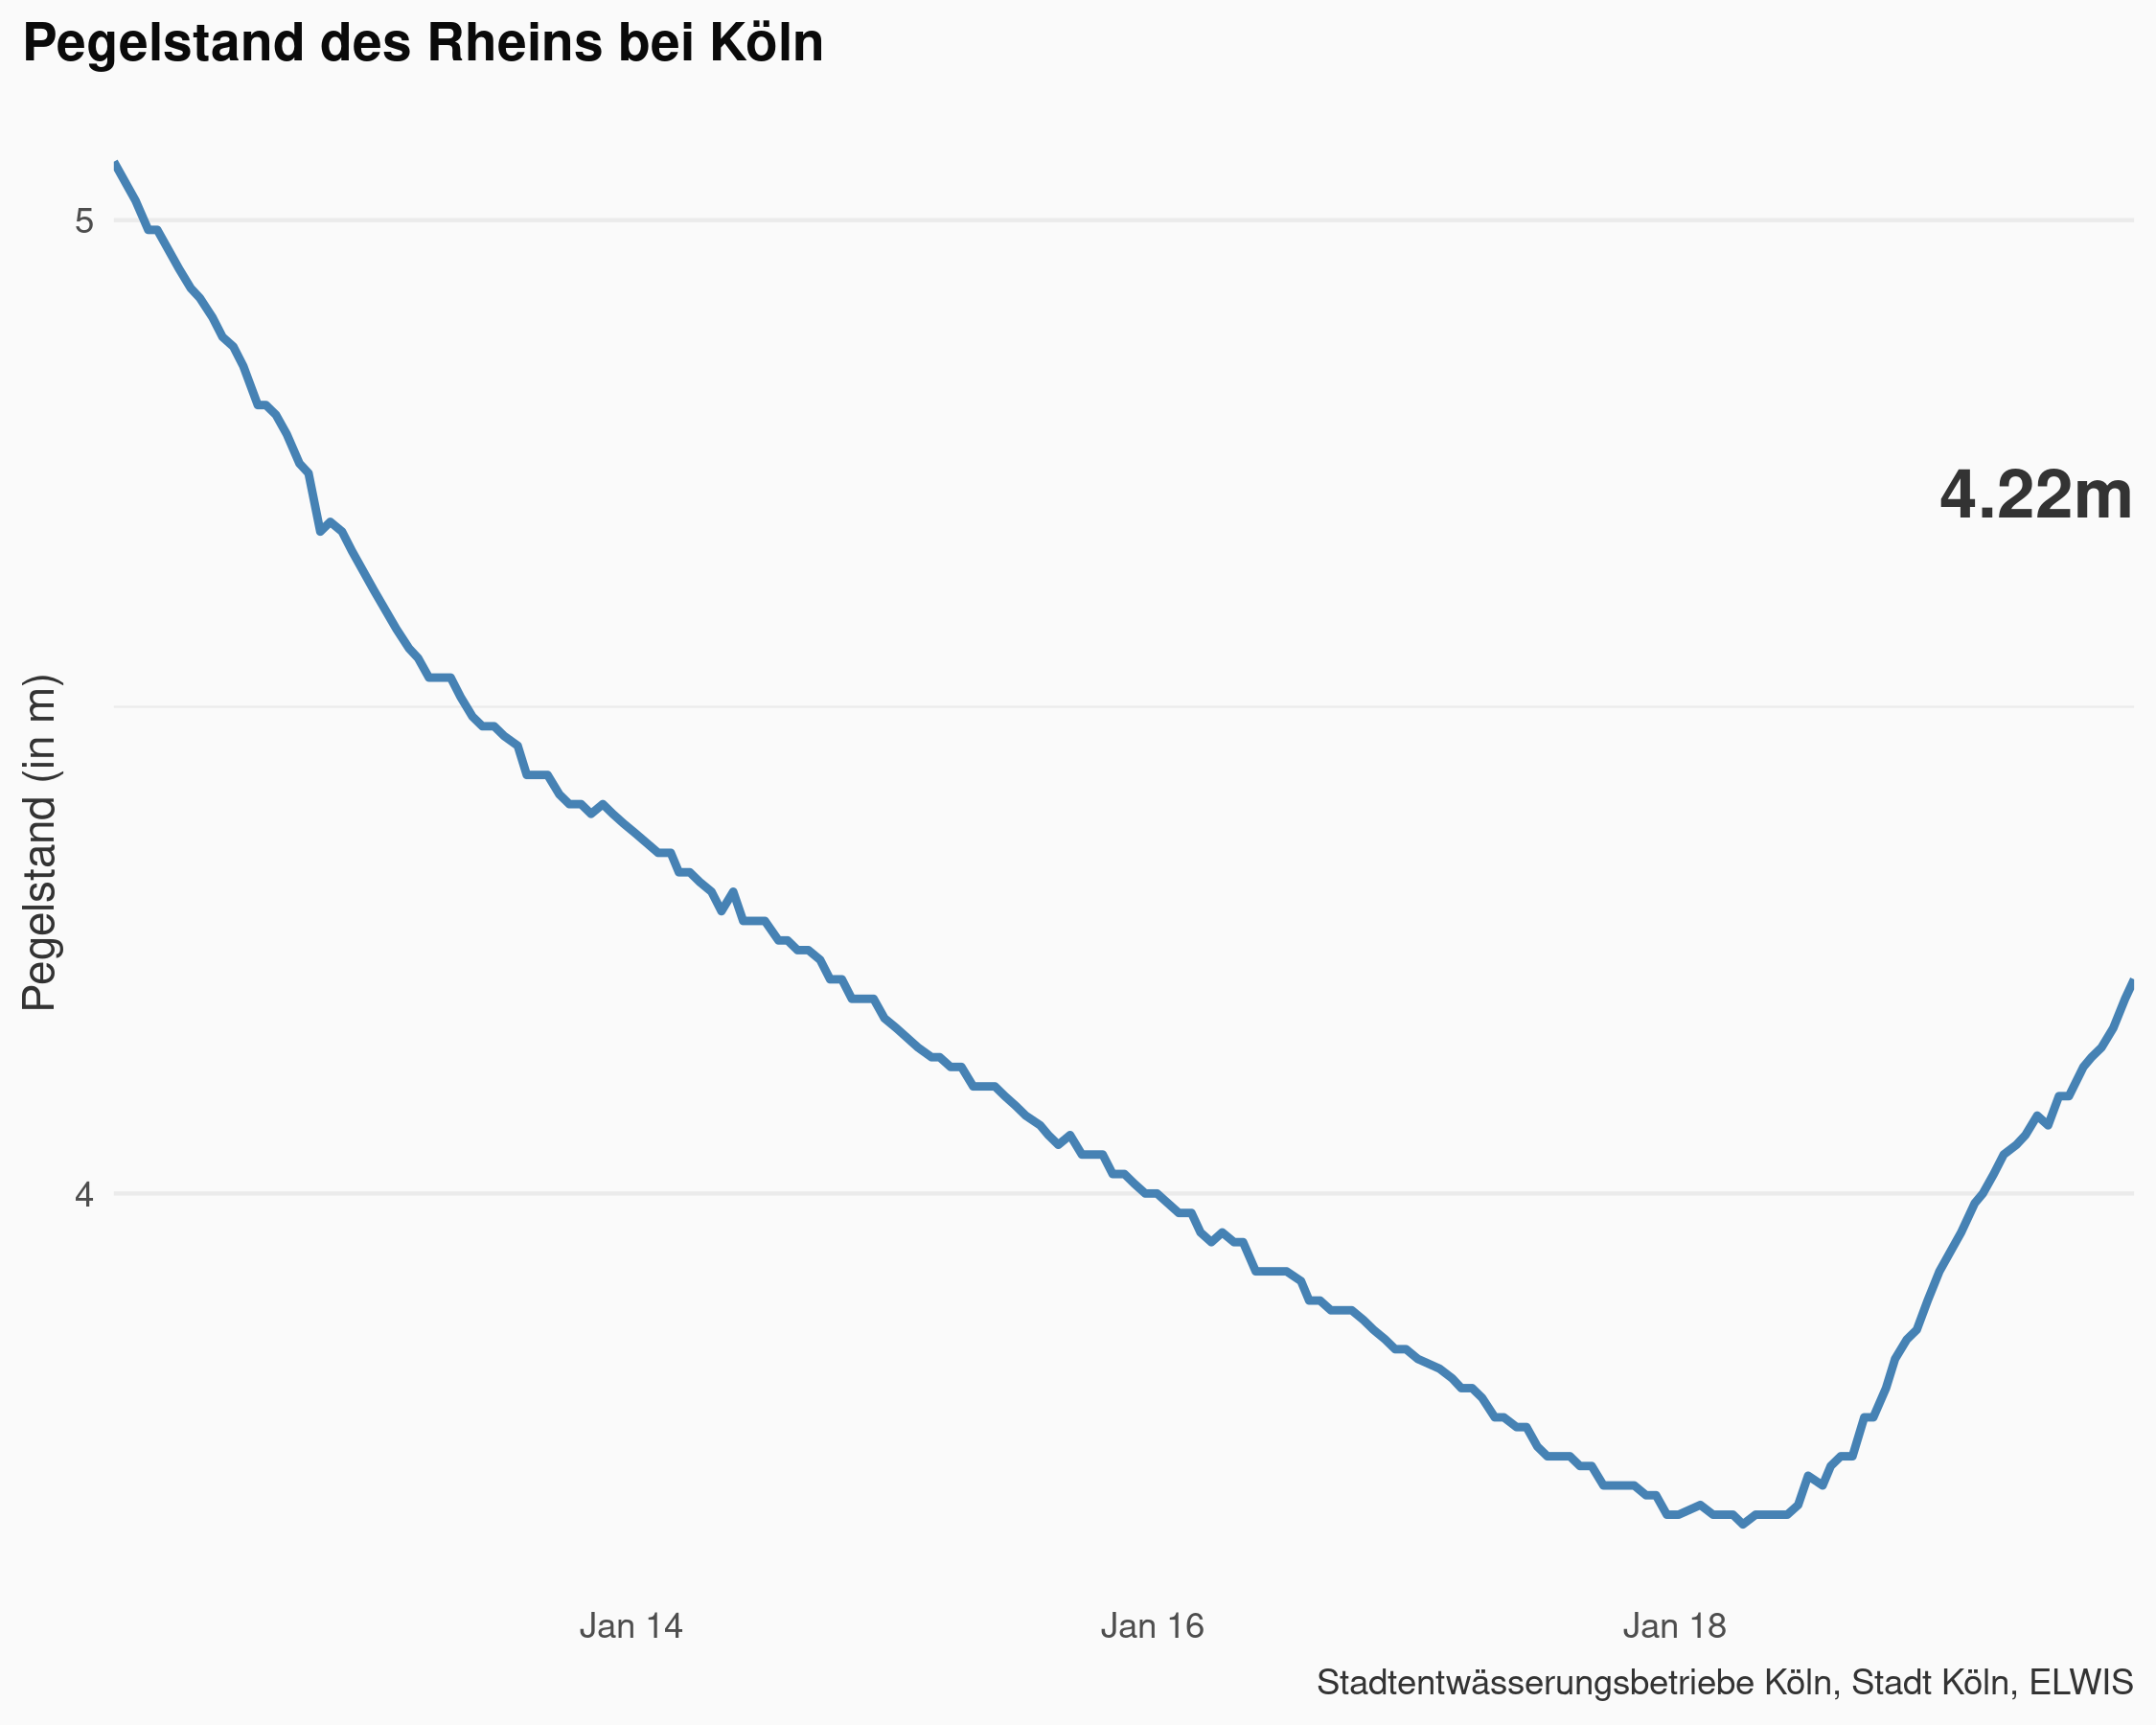 Pegelstand des Rheins bei Köln
5
4.22m
Pegelstand (in m)
4
Jan 14
Jan 16
Jan 18
Stadtentwässerungsbetriebe Köln, Stadt Köln, ELWIS